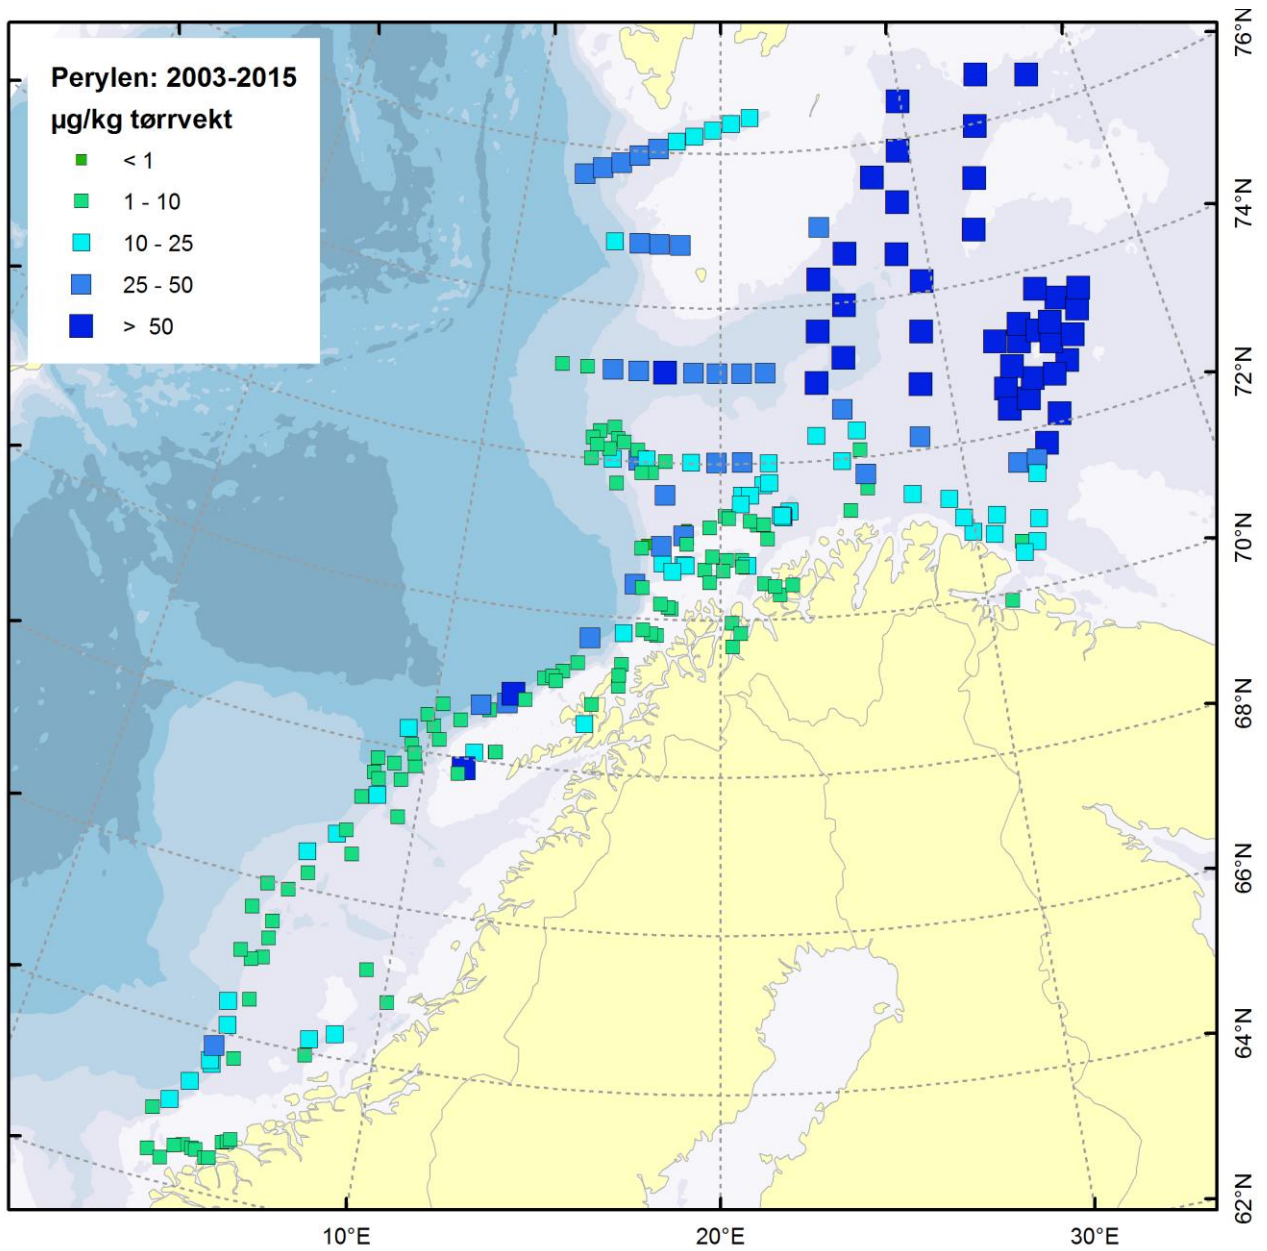 Perylen: 2003-2015
µg/kg tørrvekt
< 1
1 - 10
10 - 25
25 - 50
> 50
76°N
74°N
72°N
70°N
68°N
66°N
64°N
62°N
10°E
20°E
30°E